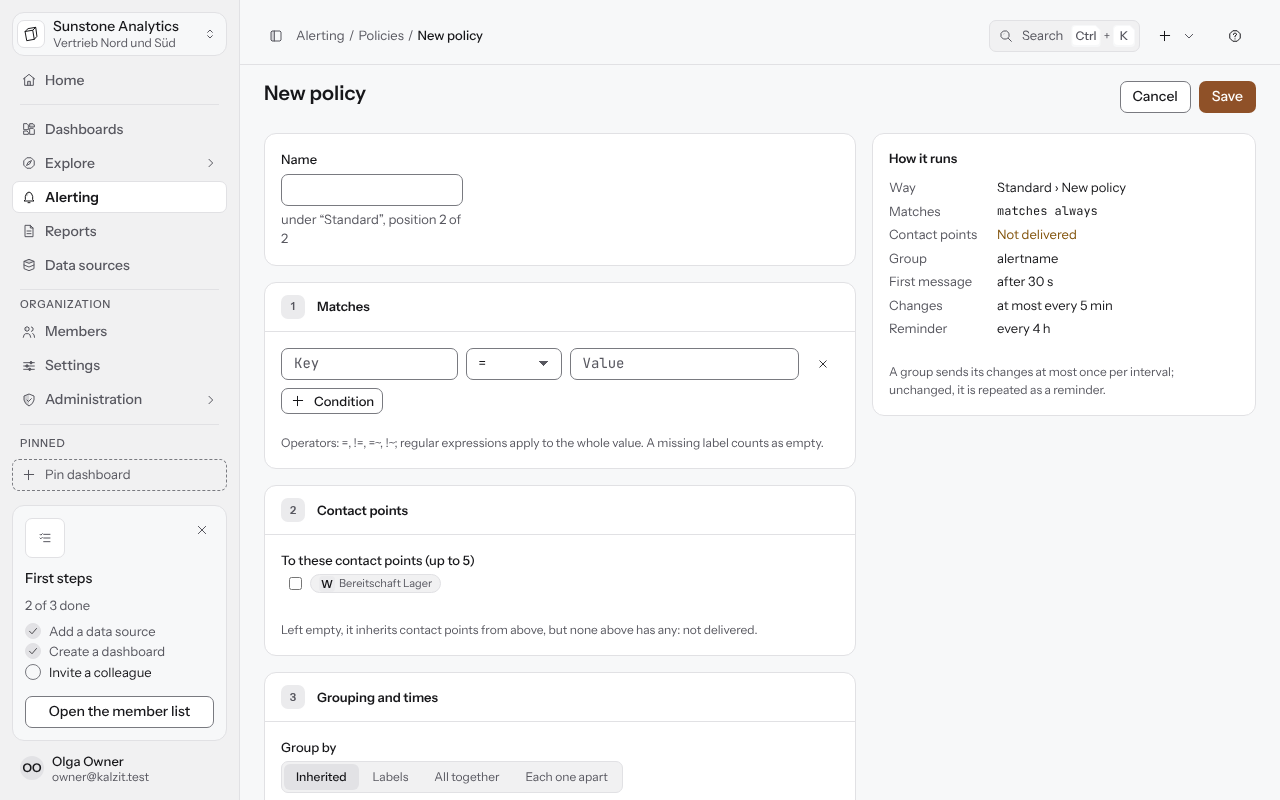 Sunstone Analytics
Vertrieb Nord und Süd
Home
Dashboards
Explore
Alerting
Reports
Data sources
ORGANIZATION
Members
Settings
Administration
PINNED
Pin dashboard
First steps
2 of 3 done
Add a data source
Create a dashboard
Invite a colleague
Open the member list
OO
Olga Owner
owner@kalzit.test
Alerting / Policies / New policy
Search Ctrl + K
New policy
Cancel
Save
Name
under “Standard”, position 2 of
2
1 Matches
Key
=
Value
Condition
Operators: =, !=, =~, !~; regular expressions apply to the whole value. A missing label counts as empty.
2 Contact points
To these contact points (up to 5)
W Bereitschaft Lager
Left empty, it inherits contact points from above, but none above has any: not delivered.
3 Grouping and times
Group by
Inherited Labels All together Each one apart
How it runs
Way Standard › New policy
Matches matches always
Contact points Not delivered
Group alertname
First message after 30 s
Changes at most every 5 min
Reminder every 4 h
A group sends its changes at most once per interval;
unchanged, it is repeated as a reminder.